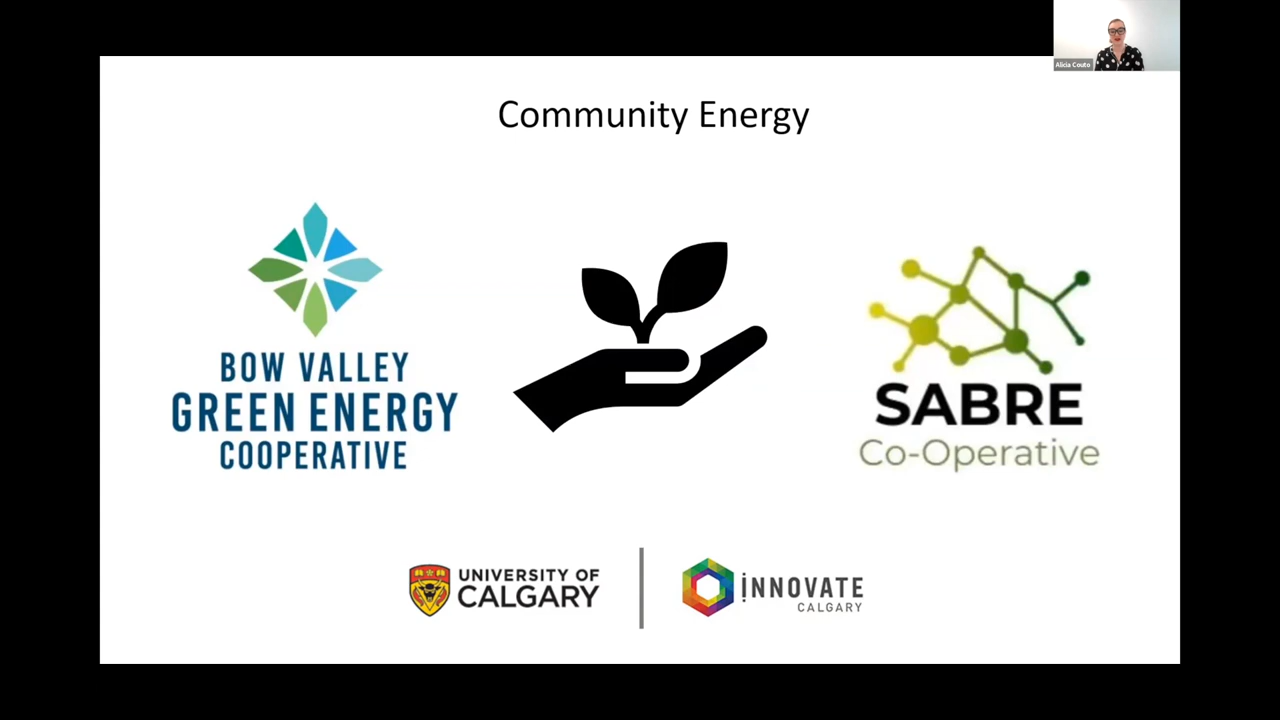 Alicia Couto
Community Energy
BOW VALLEY
GREEN ENERGY
COOPERATIVE
SABRE
Co-Operative
UNIVERSITY OF
CALGARY
INNOVATE
CALGARY